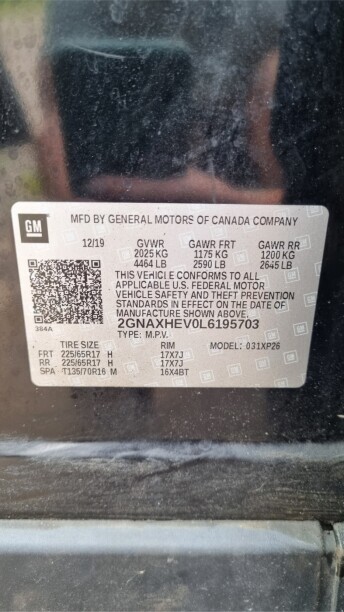 GM
MFD BY GENERAL MOTORS OF CANADA COMPANY
12/19 GVWR GAWR FRT GAWR RR
2025 KG 1175 KG 1200 KG
4464 LB 2590 LB 2645 LB
THIS VEHICLE CONFORMS TO ALL
APPLICABLE U.S. FEDERAL MOTOR
VEHICLE SAFETY, BUMPER, AND THEFT
PREVENTION STANDARDS IN EFFECT ON
THE DATE OF MANUFACTURE SHOWN ABOVE.
384A
2GNAXHEV0L6195703
TYPE: M.P.V.
TIRE SIZE RIM MODEL: 031XP26
FRT 225/65R17 H 17X7J
RR 225/65R17 H 17X7J
SPA T135/70R16 M 16X4BT